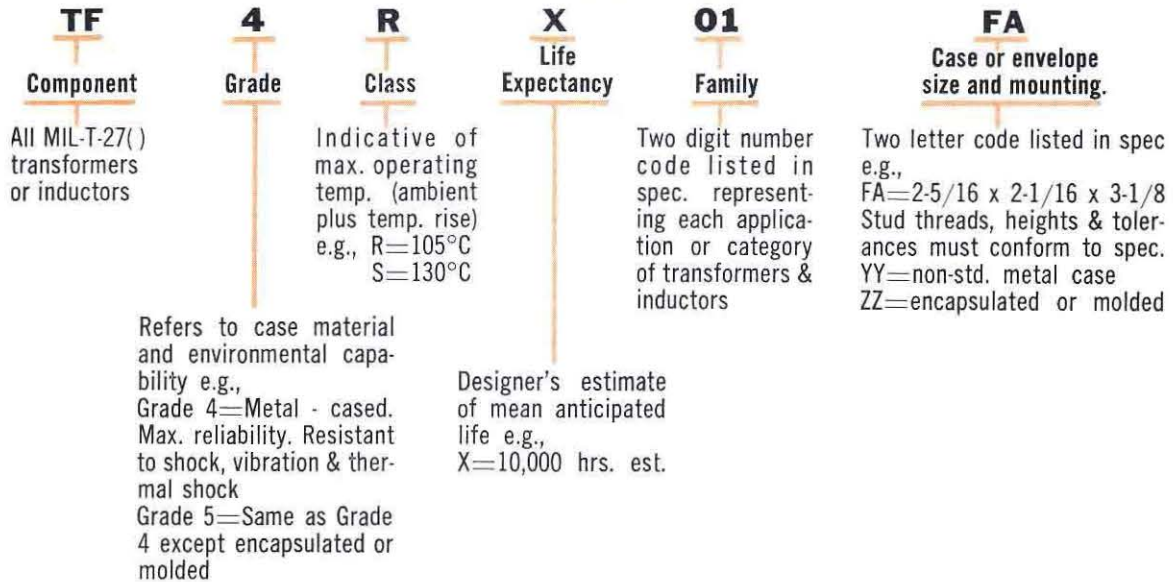 TF 4 R X 01 FA
Component
Grade
Class
Life
Expectancy
Family
Case or envelope
size and mounting.
All MIL-T-27( )
transformers
or inductors
Indicative of
max. operating
temp. (ambient
plus temp. rise)
e.g., R=105°C
S=130°C
Two digit number
code listed in
spec. represent-
ing each applica-
tion or category
of transformers &
inductors
Two letter code listed in spec
e.g.,
FA=2-5/16 x 2-1/16 x 3-1/8
Stud threads, heights & toler-
ances must conform to spec.
YY=non-std. metal case
ZZ=encapsulated or molded
Refers to case material
and environmental capa-
bility e.g.,
Grade 4=Metal - cased.
Max. reliability. Resistant
to shock, vibration & ther-
mal shock
Grade 5=Same as Grade
4 except encapsulated or
molded
Designer's estimate
of mean anticipated
life e.g.,
X=10,000 hrs. est.